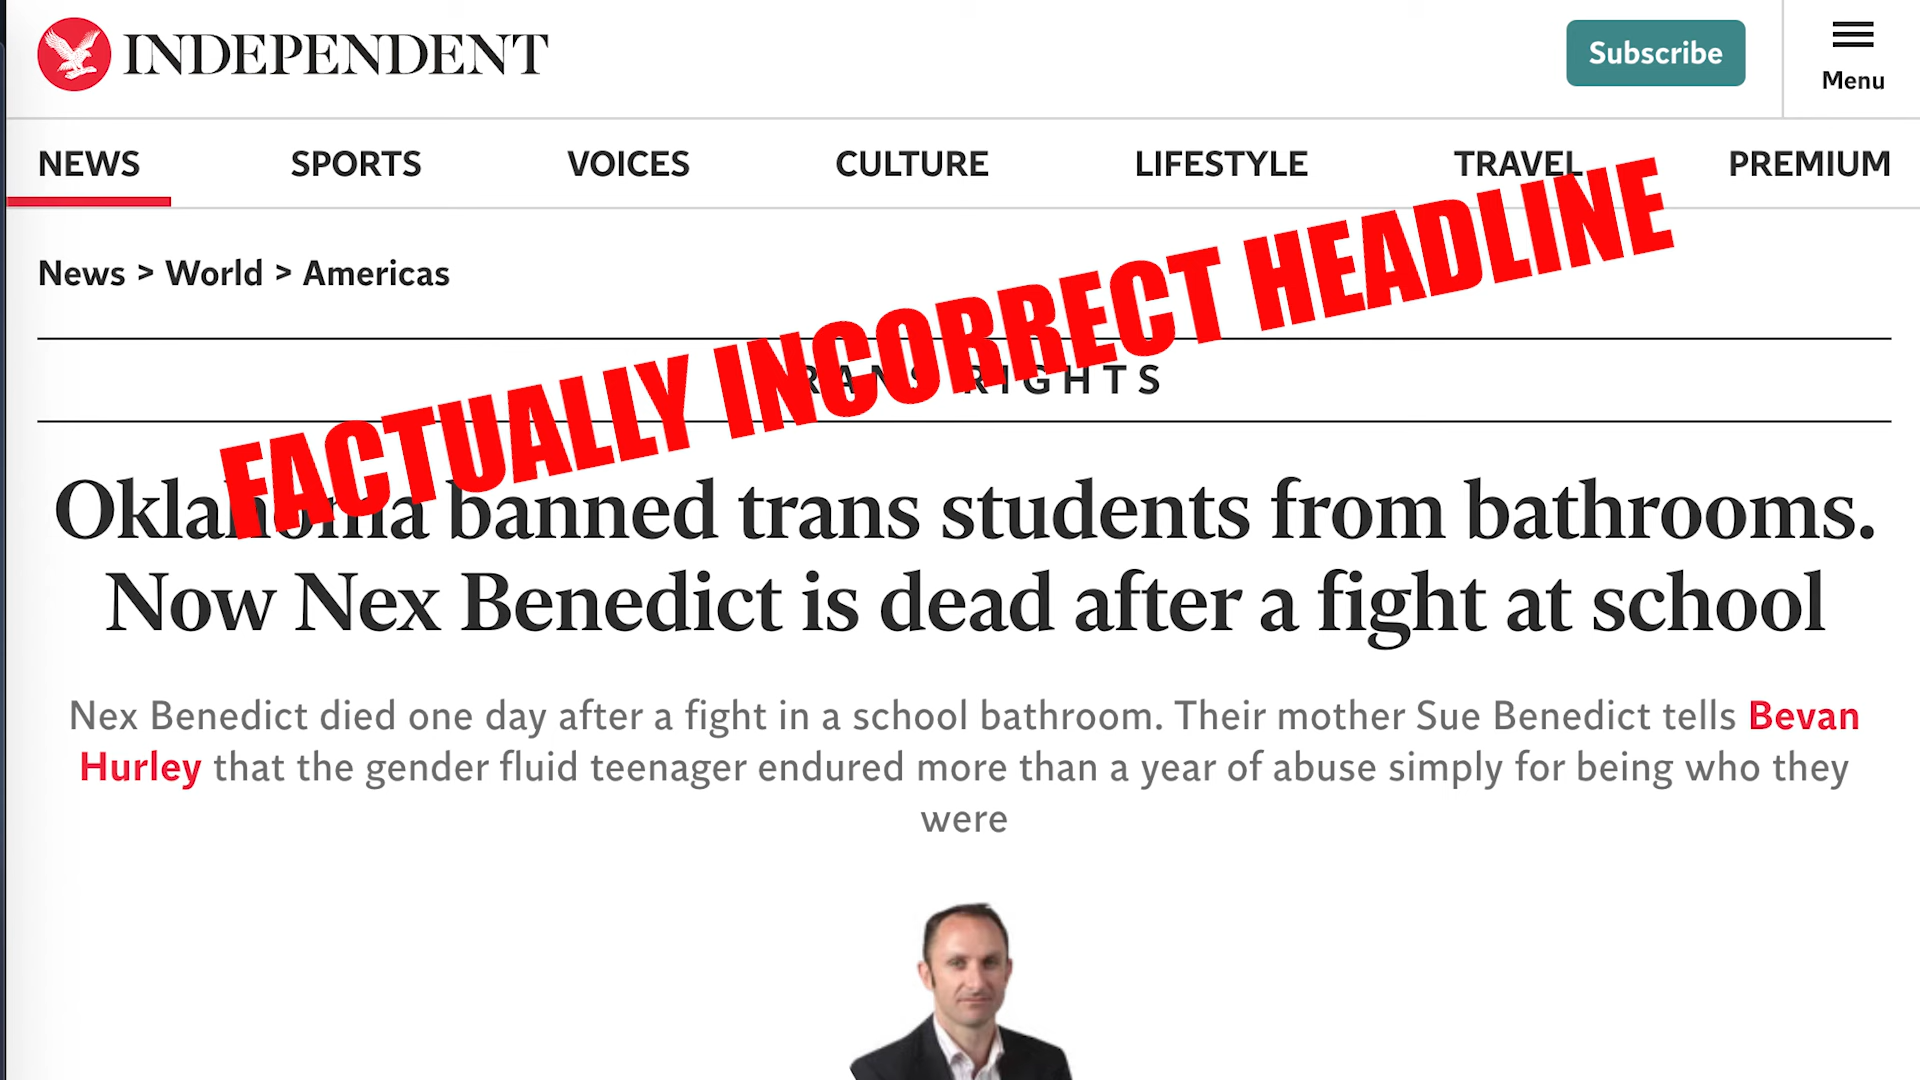 INDEPENDENT
Subscribe
Menu
NEWS SPORTS VOICES CULTURE LIFESTYLE TRAVEL PREMIUM
News > World > Americas
FACTUALLY INCORRECT HEADLINE
TRANS RIGHTS
Oklahoma banned trans students from bathrooms.
Now Nex Benedict is dead after a fight at school
Nex Benedict died one day after a fight in a school bathroom. Their mother Sue Benedict tells Bevan
Hurley that the gender fluid teenager endured more than a year of abuse simply for being who they
were